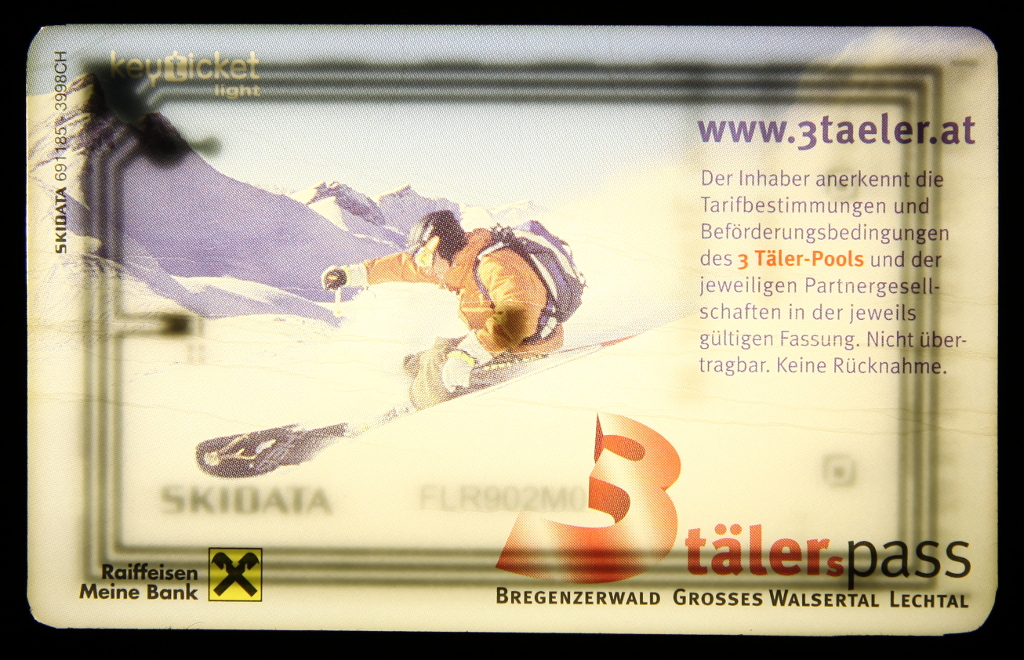 keyticket
light
SKIDATA 691185 - 3998CH
www.3taeler.at
Der Inhaber anerkennt die
Tarifbestimmungen und
Beförderungsbedingungen
des 3 Täler-Pools und der
jeweiligen Partnergesell-
schaften in der jeweils
gültigen Fassung. Nicht über-
tragbar. Keine Rücknahme.
SKIDATA FLR902M0
3 tälerspass
Raiffeisen
Meine Bank
BREGENZERWALD GROSSES WALSERTAL LECHTAL